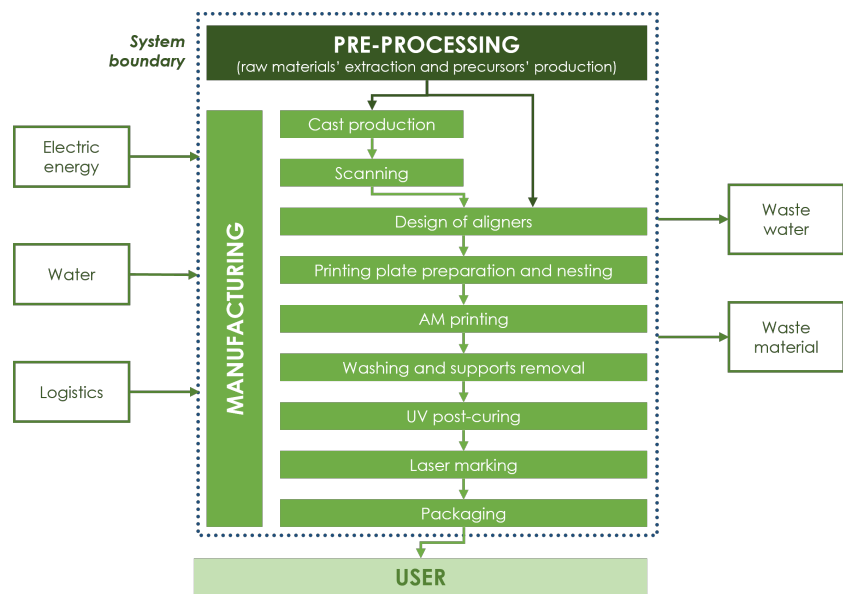 System
boundary
PRE-PROCESSING
(raw materials’ extraction and precursors’ production)
MANUFACTURING
Cast production
Scanning
Design of aligners
Printing plate preparation and nesting
AM printing
Washing and supports removal
UV post-curing
Laser marking
Packaging
Electric
energy
Water
Logistics
Waste
water
Waste
material
USER